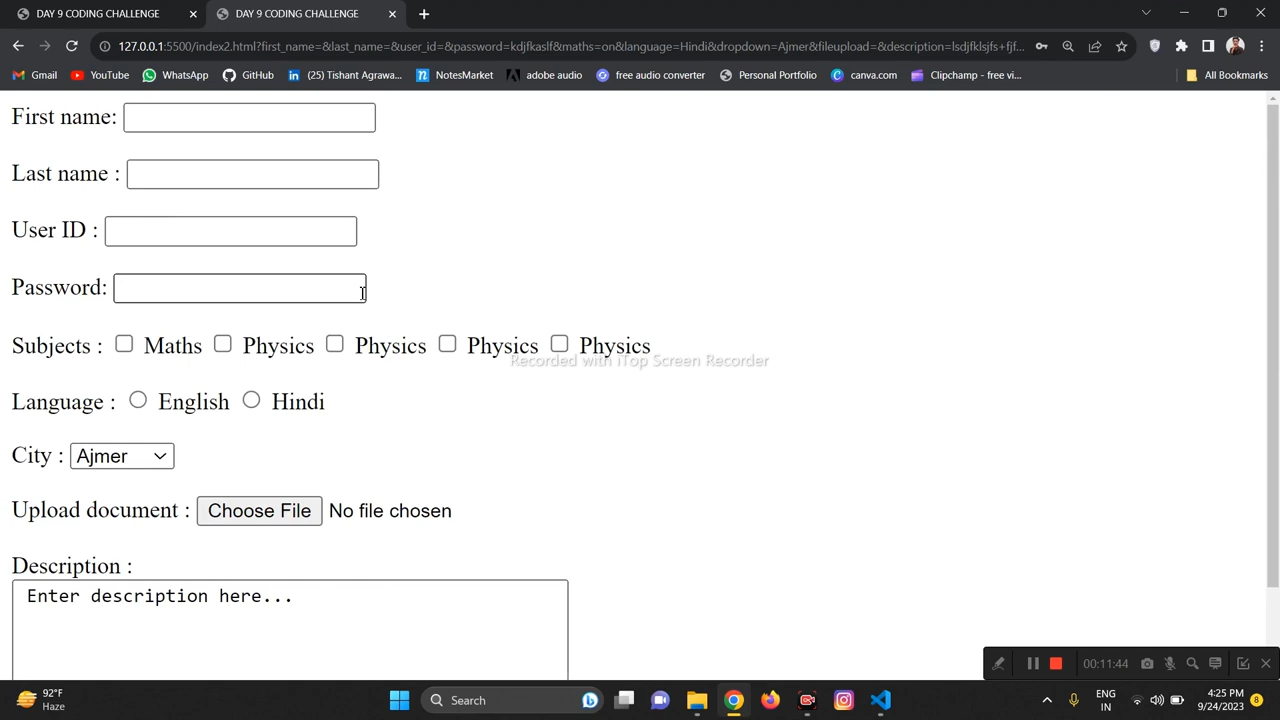 DAY 9 CODING CHALLENGE
DAY 9 CODING CHALLENGE
127.0.0.1:5500/index2.html?first_name=&last_name=&user_id=&password=kdjfkaslf&maths=on&language=Hindi&dropdown=Ajmer&fileupload=&description=lsdjfklsjfs+fjf...
Gmail YouTube WhatsApp GitHub (25) Tishant Agrawa... NotesMarket adobe audio free audio converter Personal Portfolio canva.com Clipchamp - free vi... All Bookmarks
First name:
Last name :
User ID :
Password:
Subjects : Maths Physics Physics Physics Physics
Recorded with iTop Screen Recorder
Language : English Hindi
City : Ajmer
Upload document : Choose File No file chosen
Description :
Enter description here...
00:11:44
92°F
Haze
Search
ENG
IN
4:25 PM
9/24/2023
8